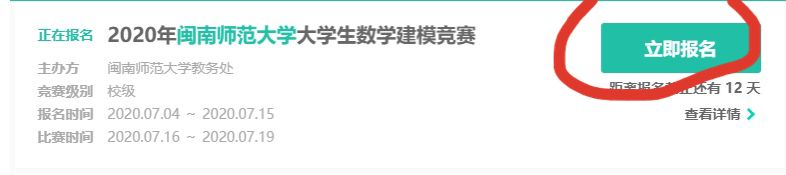 正在报名 2020年闽南师范大学大学生数学建模竞赛
立即报名
主办方 闽南师范大学教务处
竞赛级别 校级
距离报名 止还有 12 天
报名时间 2020.07.04 ~ 2020.07.15
查看详情
比赛时间 2020.07.16 ~ 2020.07.19